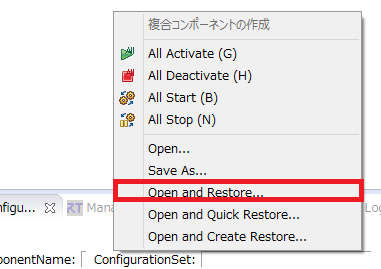 複合コンポーネントの作成
All Activate (G)
All Deactivate (H)
All Start (B)
All Stop (N)
Open...
Save As...
Open and Restore...
Open and Quick Restore...
Open and Create Restore...
nfigu...
RT Mana
Log
ponentName:
ConfigurationSet: